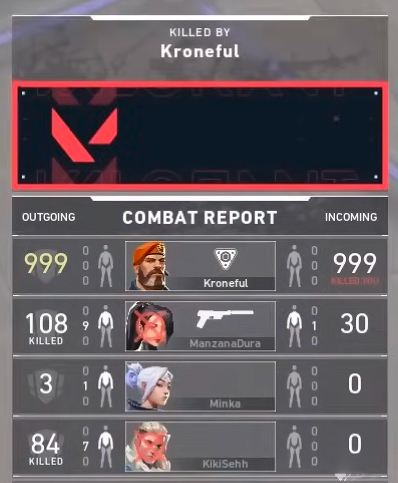 KILLED BY
Kroneful
OUTGOING COMBAT REPORT INCOMING
999 0 0 0 Kroneful 0 0 0 999
KILLED YOU
108 0 9 0 ManzanaDura 0 1 0 30
KILLED
3 0 1 0 Minka 0 0 0 0
84 0 7 0 KikiSehh 0 0 0 0
KILLED